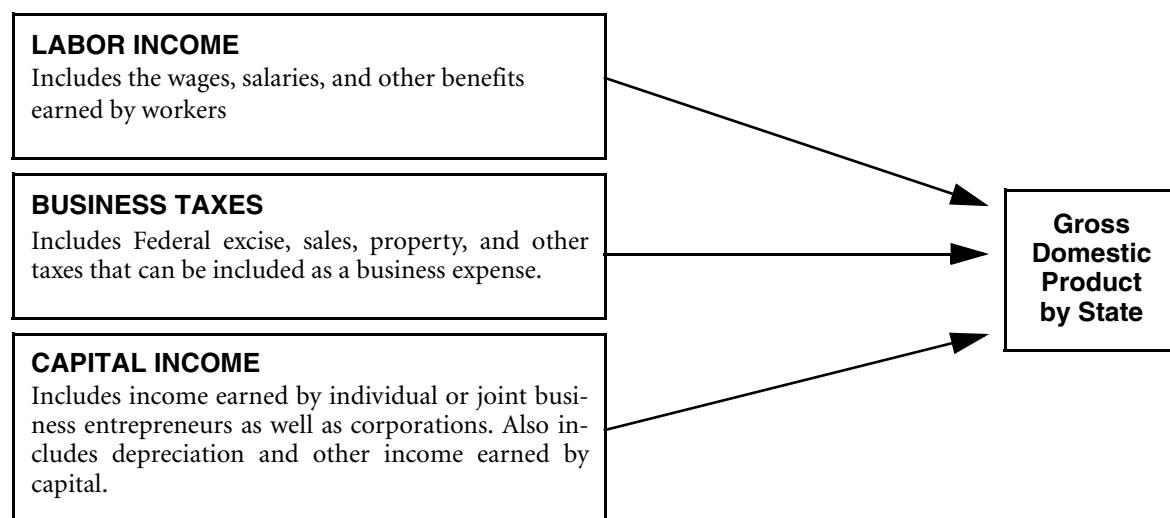 LABOR INCOME
Includes the wages, salaries, and other benefits
earned by workers
BUSINESS TAXES
Includes Federal excise, sales, property, and other
taxes that can be included as a business expense.
CAPITAL INCOME
Includes income earned by individual or joint busi-
ness entrepreneurs as well as corporations. Also in-
cludes depreciation and other income earned by
capital.
Gross
Domestic
Product
by State